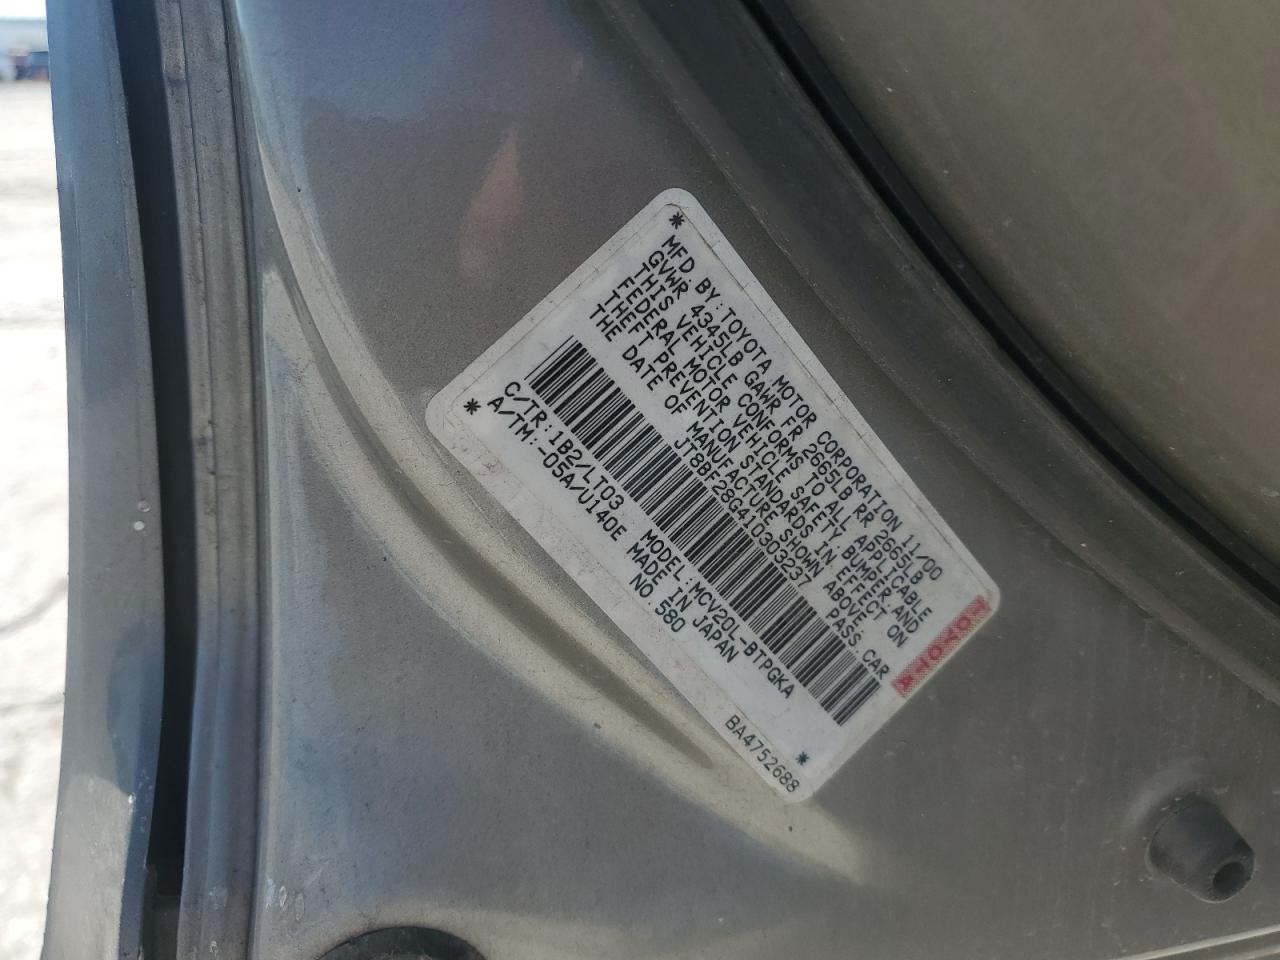 MFD. BY: TOYOTA MOTOR CORPORATION 11/00
GVWR 4345LB GAWR FR 2665LB RR 2665LB
THIS VEHICLE CONFORMS TO ALL APPLICABLE
FEDERAL MOTOR VEHICLE SAFETY, BUMPER, AND
THEFT PREVENTION STANDARDS IN EFFECT ON
THE DATE OF MANUFACTURE SHOWN ABOVE.
JT8BF28G410303237 PASS. CAR
C/TR: 1B2/LT03 MODEL: MCV20L-BTPGKA
A/TM: -05A/U140E MADE IN JAPAN
NO. 580
BA4752688
TOYOTA